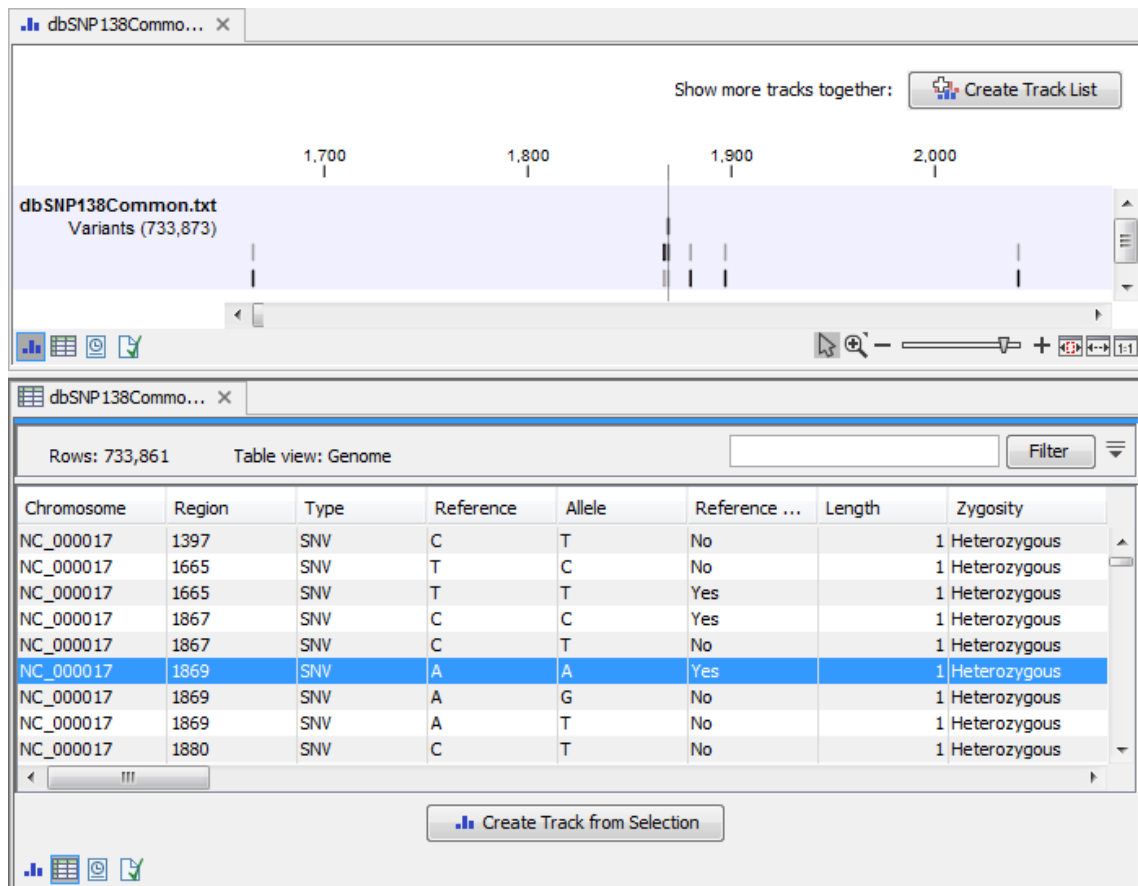 dbSNP138Commo...
Show more tracks together: Create Track List
1,700 1,800 1,900 2,000
dbSNP138Common.txt
Variants (733,873)
1:1
dbSNP138Commo...
Rows: 733,861 Table view: Genome Filter
Chromosome Region Type Reference Allele Reference ... Length Zygosity
NC_000017 1397 SNV C T No 1 Heterozygous
NC_000017 1665 SNV T C No 1 Heterozygous
NC_000017 1665 SNV T T Yes 1 Heterozygous
NC_000017 1867 SNV C C Yes 1 Heterozygous
NC_000017 1867 SNV C T No 1 Heterozygous
NC_000017 1869 SNV A A Yes 1 Heterozygous
NC_000017 1869 SNV A G No 1 Heterozygous
NC_000017 1869 SNV A T No 1 Heterozygous
NC_000017 1880 SNV C T No 1 Heterozygous
Create Track from Selection